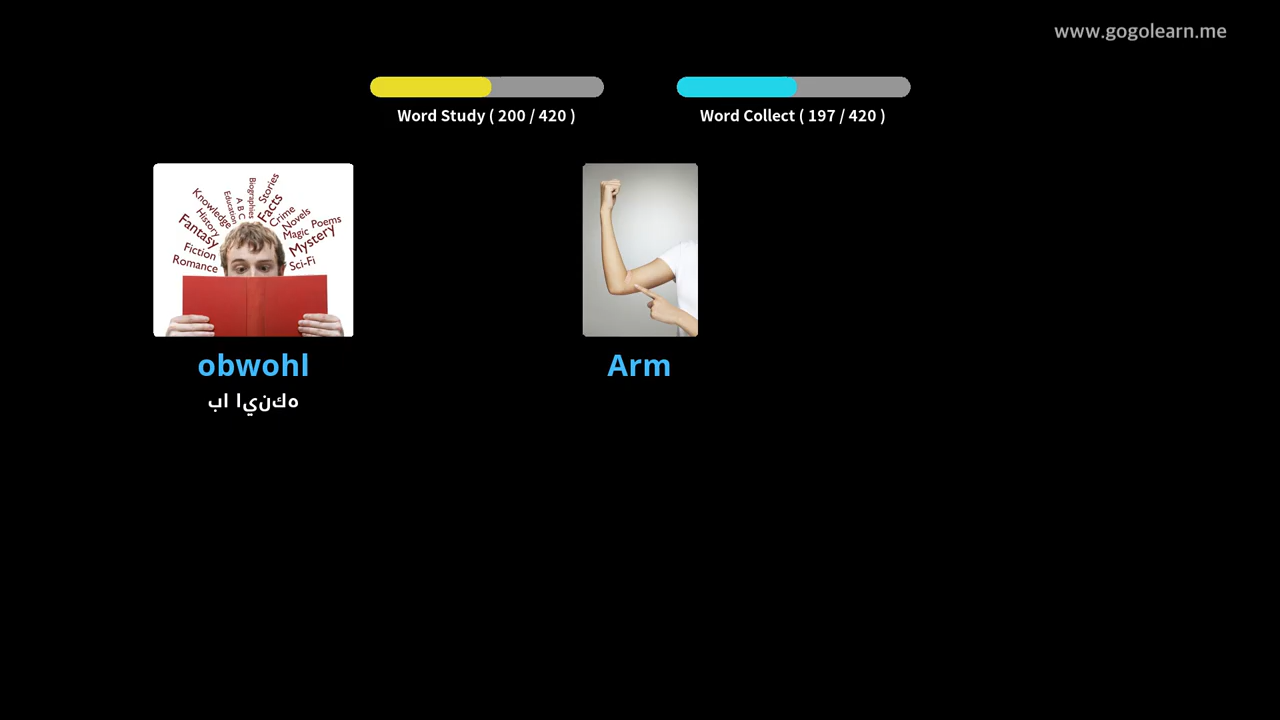 www.gogolearn.me
Word Study ( 200 / 420 )
Word Collect ( 197 / 420 )
Biographies
Stories
Knowledge
Education
A B C
Facts
Crime
History
Novels
Fantasy
Magic
Poems
Mystery
Fiction
Romance
Sci-Fi
obwohl
با اينكه
Arm